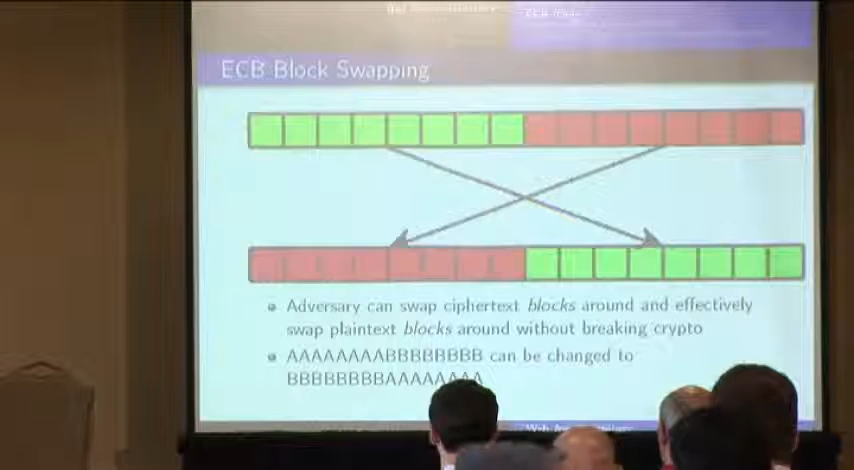 ECB Block Swapping
Adversary can swap ciphertext blocks around and effectively
swap plaintext blocks around without breaking crypto
AAAAAAAABBBBBBBB can be changed to
BBBBBBBBAAAAAAAA